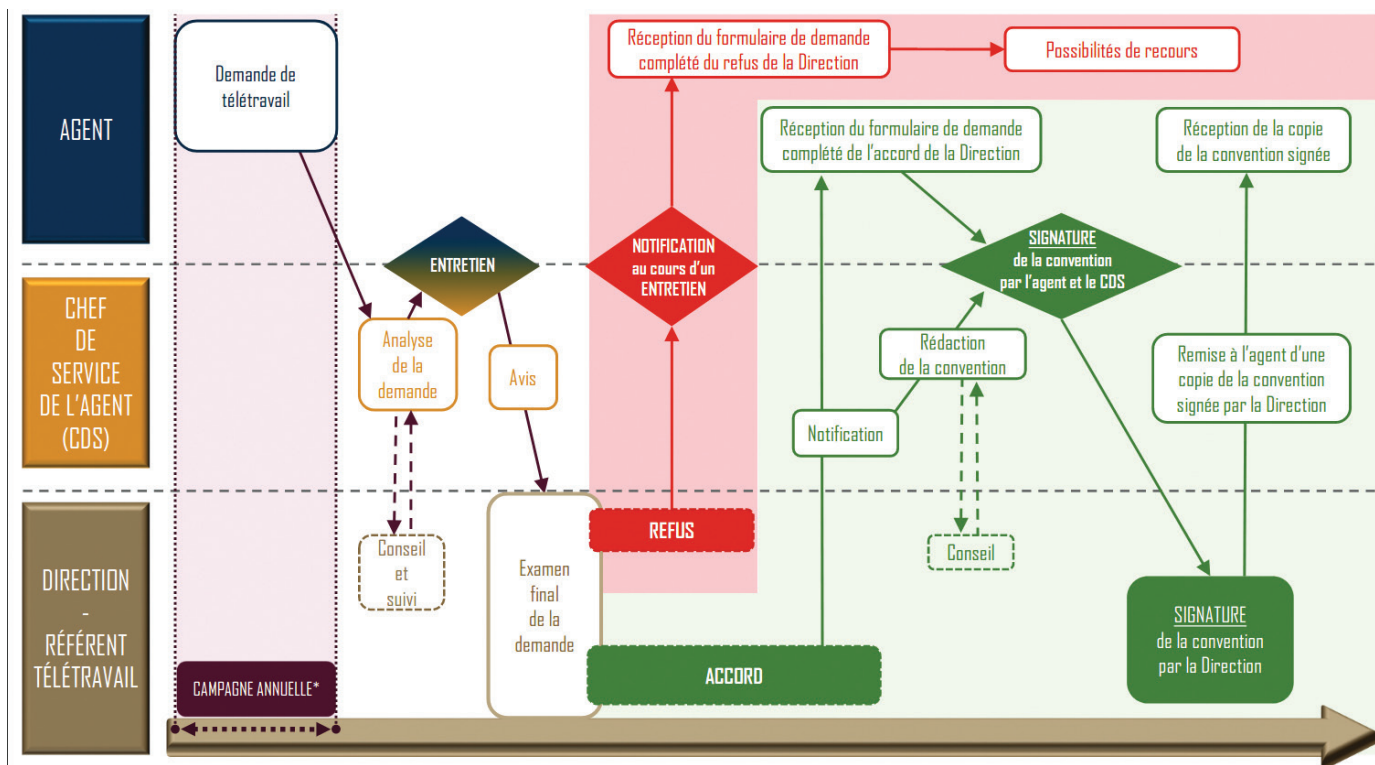 AGENT
Demande de
télétravail
Réception du formulaire de demande
complété du refus de la Direction
Possibilités de recours
Réception du formulaire de demande
complété de l'accord de la Direction
Réception de la copie
de la convention signée
ENTRETIEN
NOTIFICATION
au cours d'un
ENTRETIEN
SIGNATURE
de la convention
par l'agent et le CDS
CHEF
DE
SERVICE
DE L'AGENT
(CDS)
Analyse
de la
demande
Avis
Rédaction
de la convention
Notification
Remise à l'agent d'une
copie de la convention
signée par la Direction
DIRECTION
-
RÉFÉRENT
TÉLÉTRAVAIL
Conseil
et
suivi
Examen
final
de la
demande
REFUS
Conseil
ACCORD
SIGNATURE
de la convention
par la Direction
CAMPAGNE ANNUELLE*